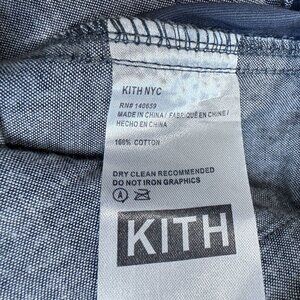 KITH NYC
RN# 140659
MADE IN CHINA / FABRIQUÉ EN CHINE /
HECHO EN CHINA
100% COTTON
DRY CLEAN RECOMMENDED
DO NOT IRON GRAPHICS
A
KITH